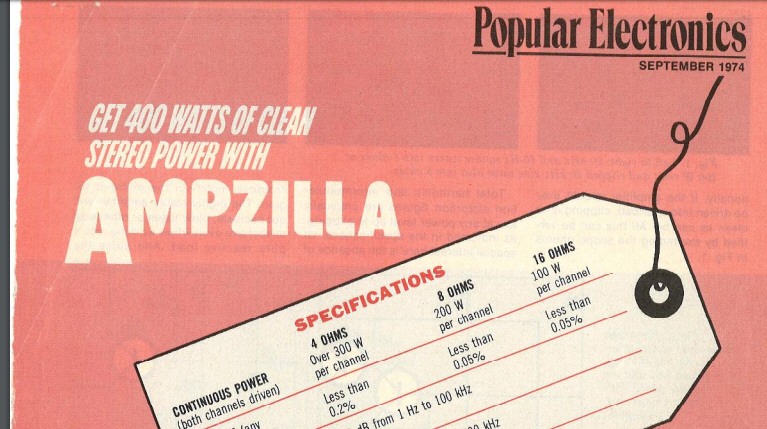 Popular Electronics
SEPTEMBER 1974
GET 400 WATTS OF CLEAN
STEREO POWER WITH
AMPZILLA
SPECIFICATIONS
4 OHMS 8 OHMS 16 OHMS
CONTINUOUS POWER Over 300 W 200 W 100 W
(both channels driven) per channel per channel per channel
Less than Less than Less than
0.2% 0.05% 0.05%
dB from 1 Hz to 100 kHz
kHz